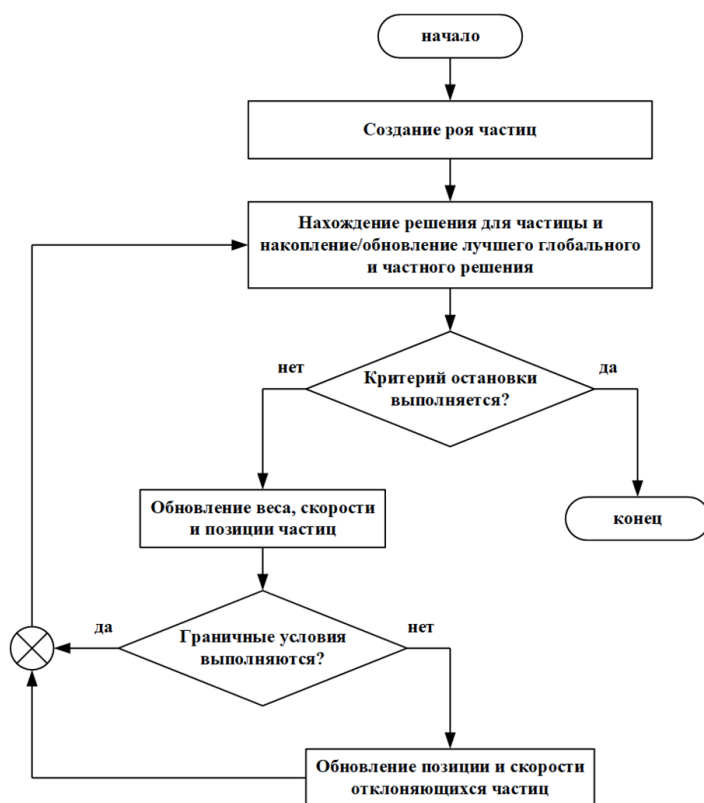 начало
Создание роя частиц
Нахождение решения для частицы и
накопление/обновление лучшего глобального
и частного решения
нет
Критерий остановки
выполняется?
да
Обновление веса, скорости
и позиции частиц
конец
да
Граничные условия
выполняются?
нет
Обновление позиции и скорости
отклоняющихся частиц